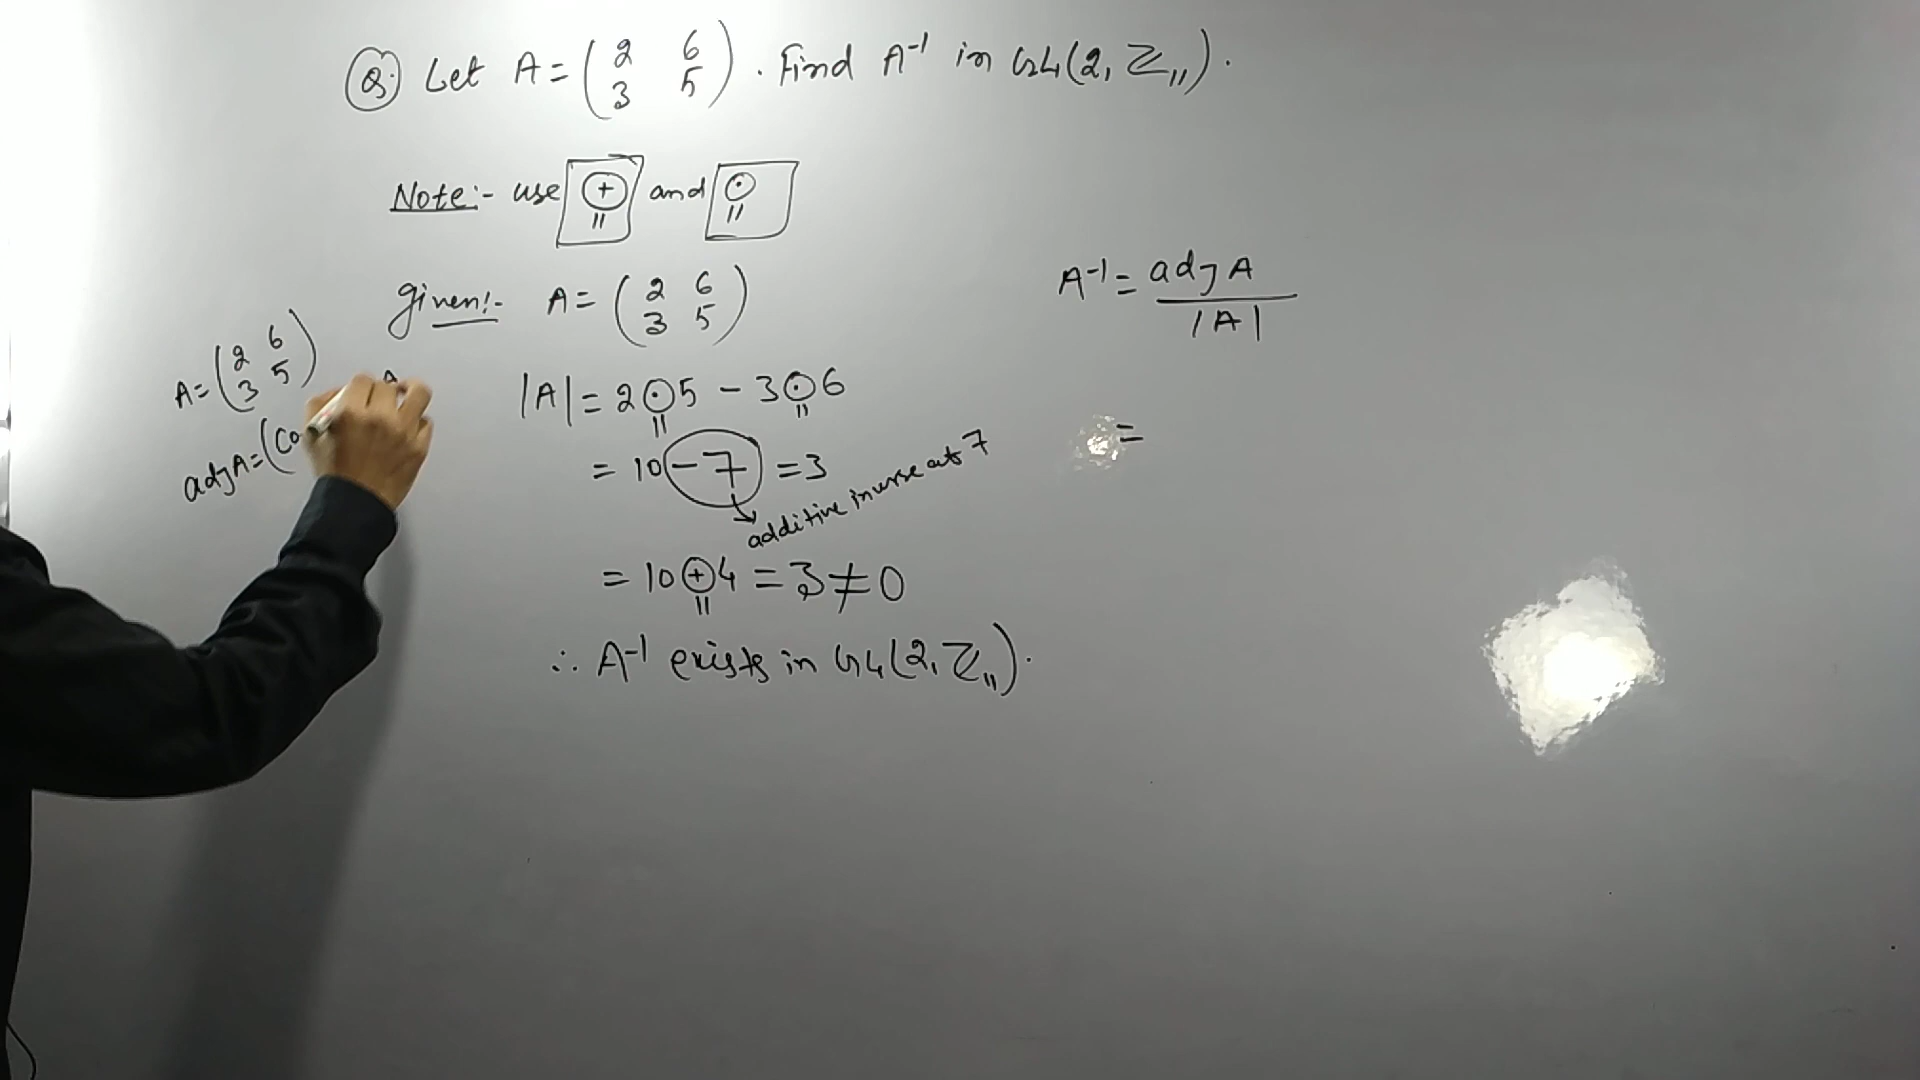 Q. Let A = (2 6 . Find A⁻¹ in GL(2, Z₁₁).
3 5)
Note:- use ⊕₁₁ and ⊙₁₁
Given:- A = (2 6
3 5)
|A| = 2 ⊙₁₁ 5 - 3 ⊙₁₁ 6
= 10 - 7 = 3
additive inverse at 7
= 10 ⊕₁₁ 4 = 3 ≠ 0
∴ A⁻¹ exists in GL(2, Z₁₁).
A = (2 6
3 5)
adjA = (Co
A⁻¹ = adj A
|A|
=